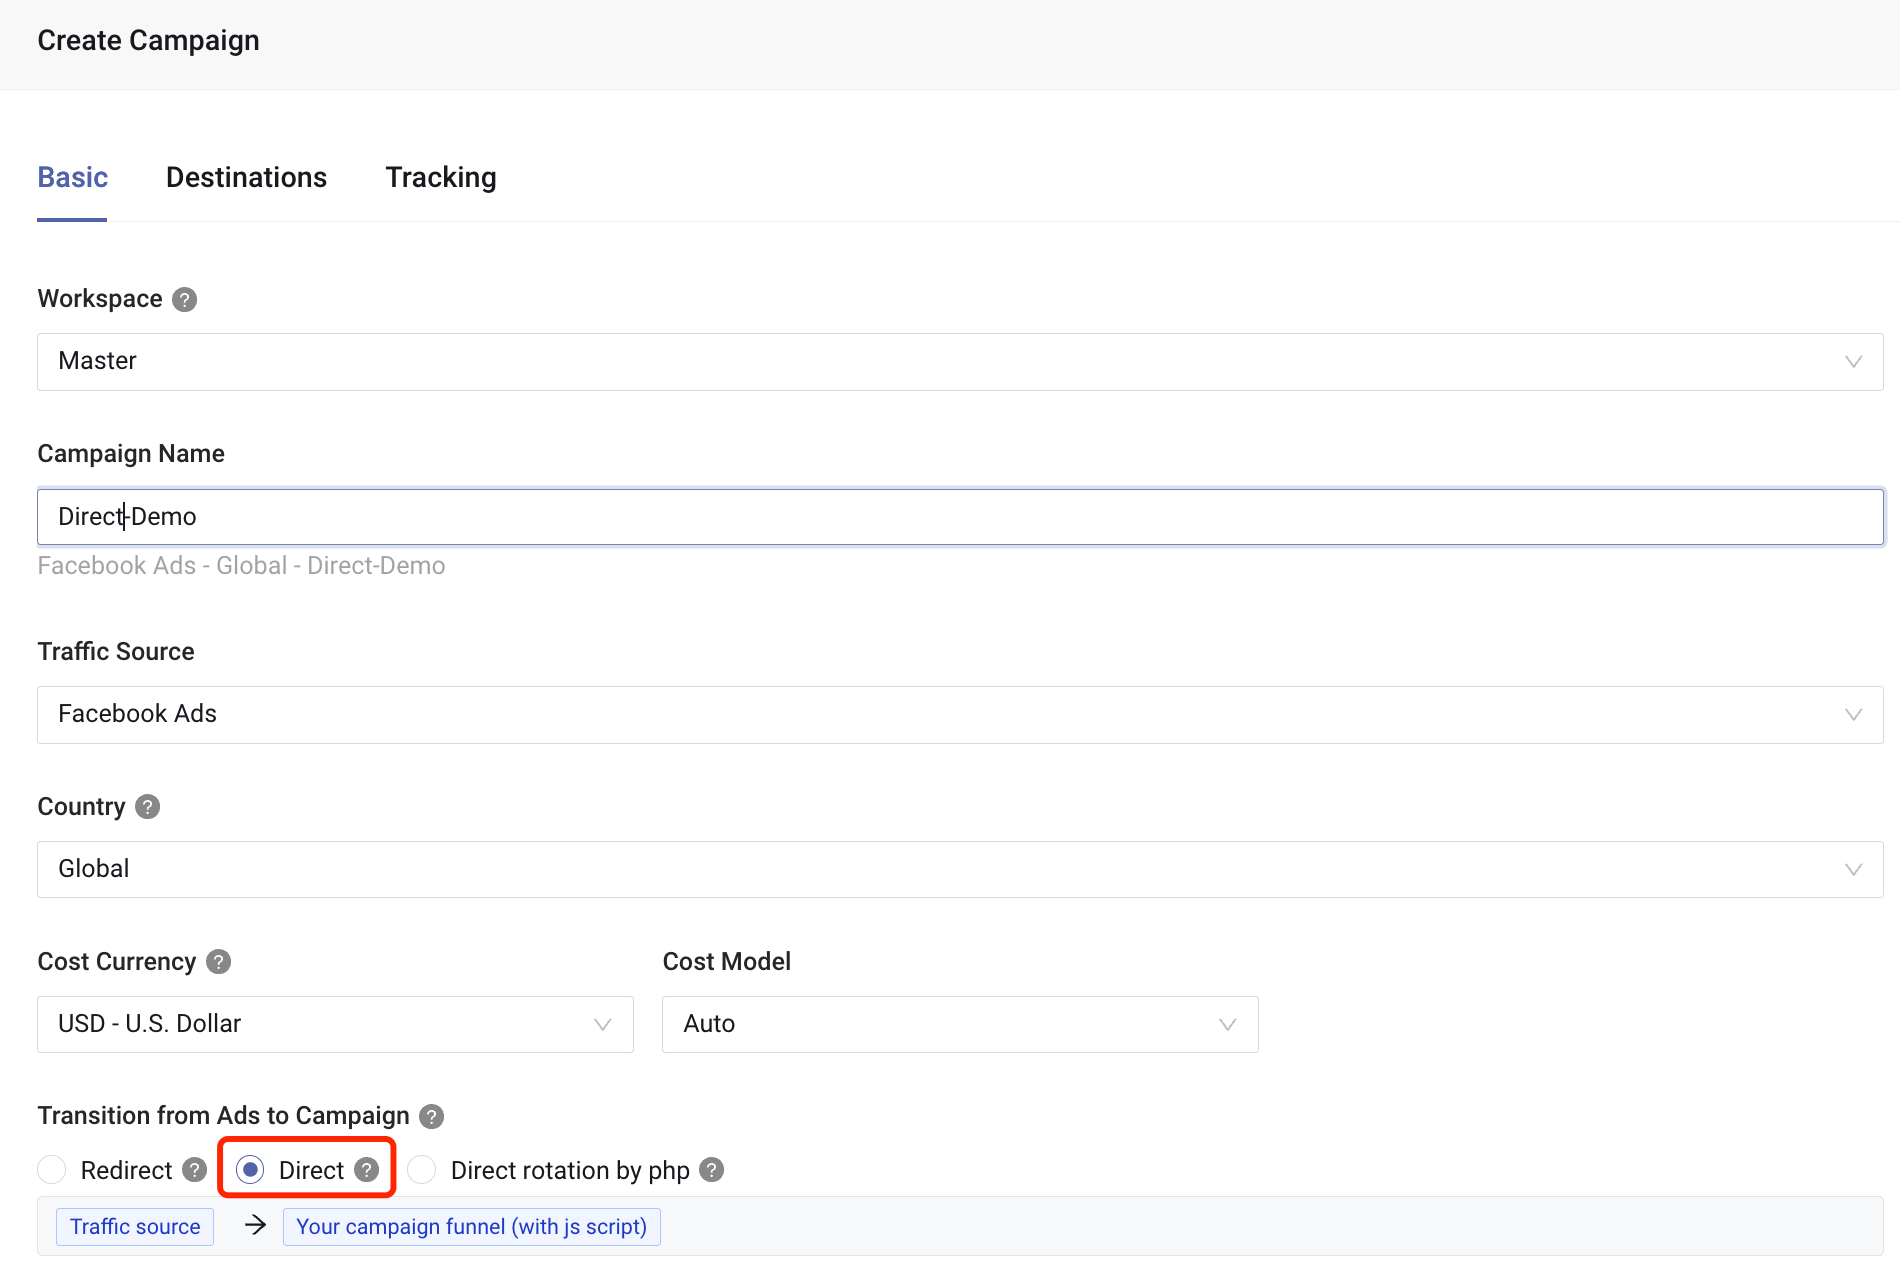 Create Campaign
Basic Destinations Tracking
Workspace ?
Master
Campaign Name
Direct-Demo
Facebook Ads - Global - Direct-Demo
Traffic Source
Facebook Ads
Country ?
Global
Cost Currency ? Cost Model
USD - U.S. Dollar Auto
Transition from Ads to Campaign ?
Redirect ? Direct ? Direct rotation by php ?
Traffic source → Your campaign funnel (with js script)